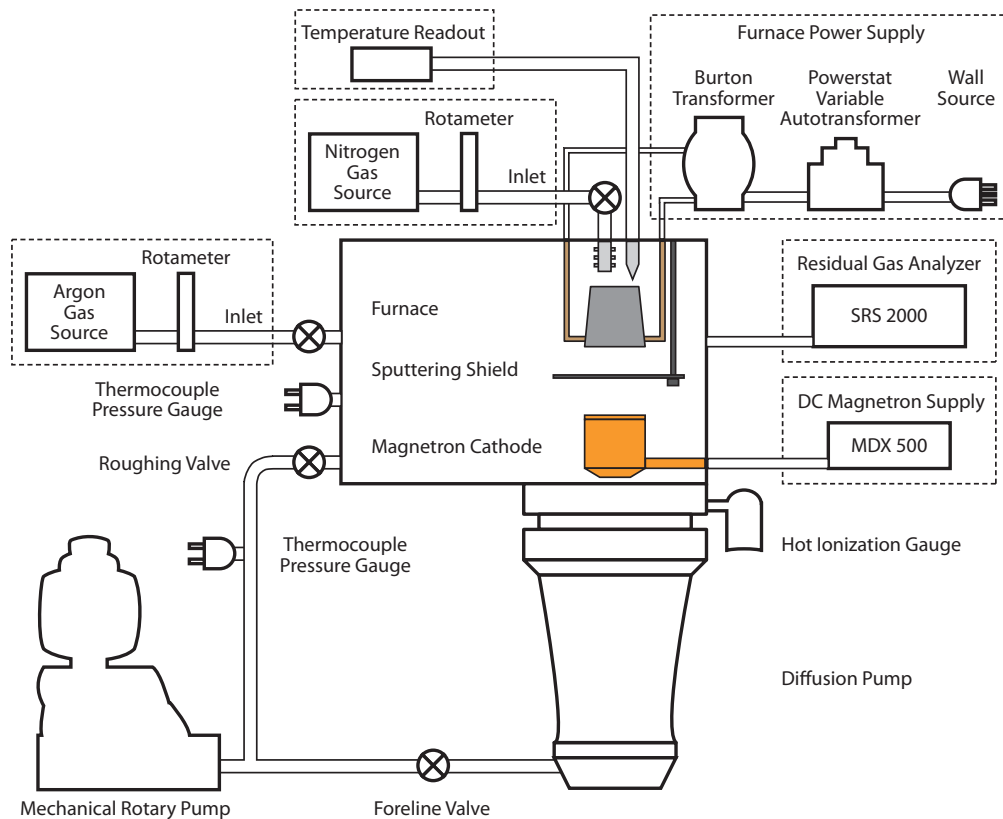 Temperature Readout
Furnace Power Supply
Burton
Transformer
Powerstat
Variable
Autotransformer
Wall
Source
Rotameter
Nitrogen
Gas
Source
Inlet
Rotameter
Argon
Gas
Source
Inlet
Furnace
Residual Gas Analyzer
SRS 2000
Sputtering Shield
Thermocouple
Pressure Gauge
DC Magnetron Supply
MDX 500
Magnetron Cathode
Roughing Valve
Thermocouple
Pressure Gauge
Hot Ionization Gauge
Diffusion Pump
Mechanical Rotary Pump
Foreline Valve